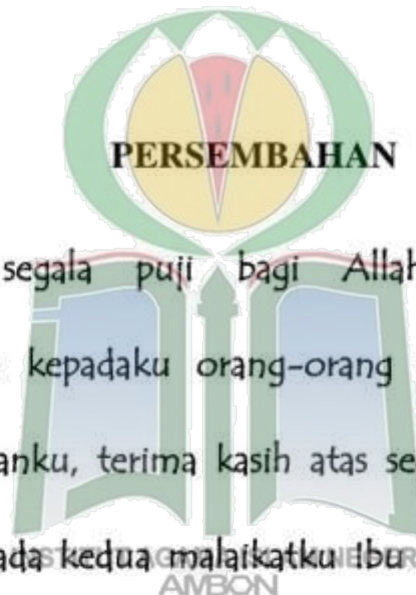 PERSEMBAHAN
segala puji bagi Allah
kepadaku orang-orang
anku, terima kasih atas se
ada kedua malaikatku Ibu
AMBON